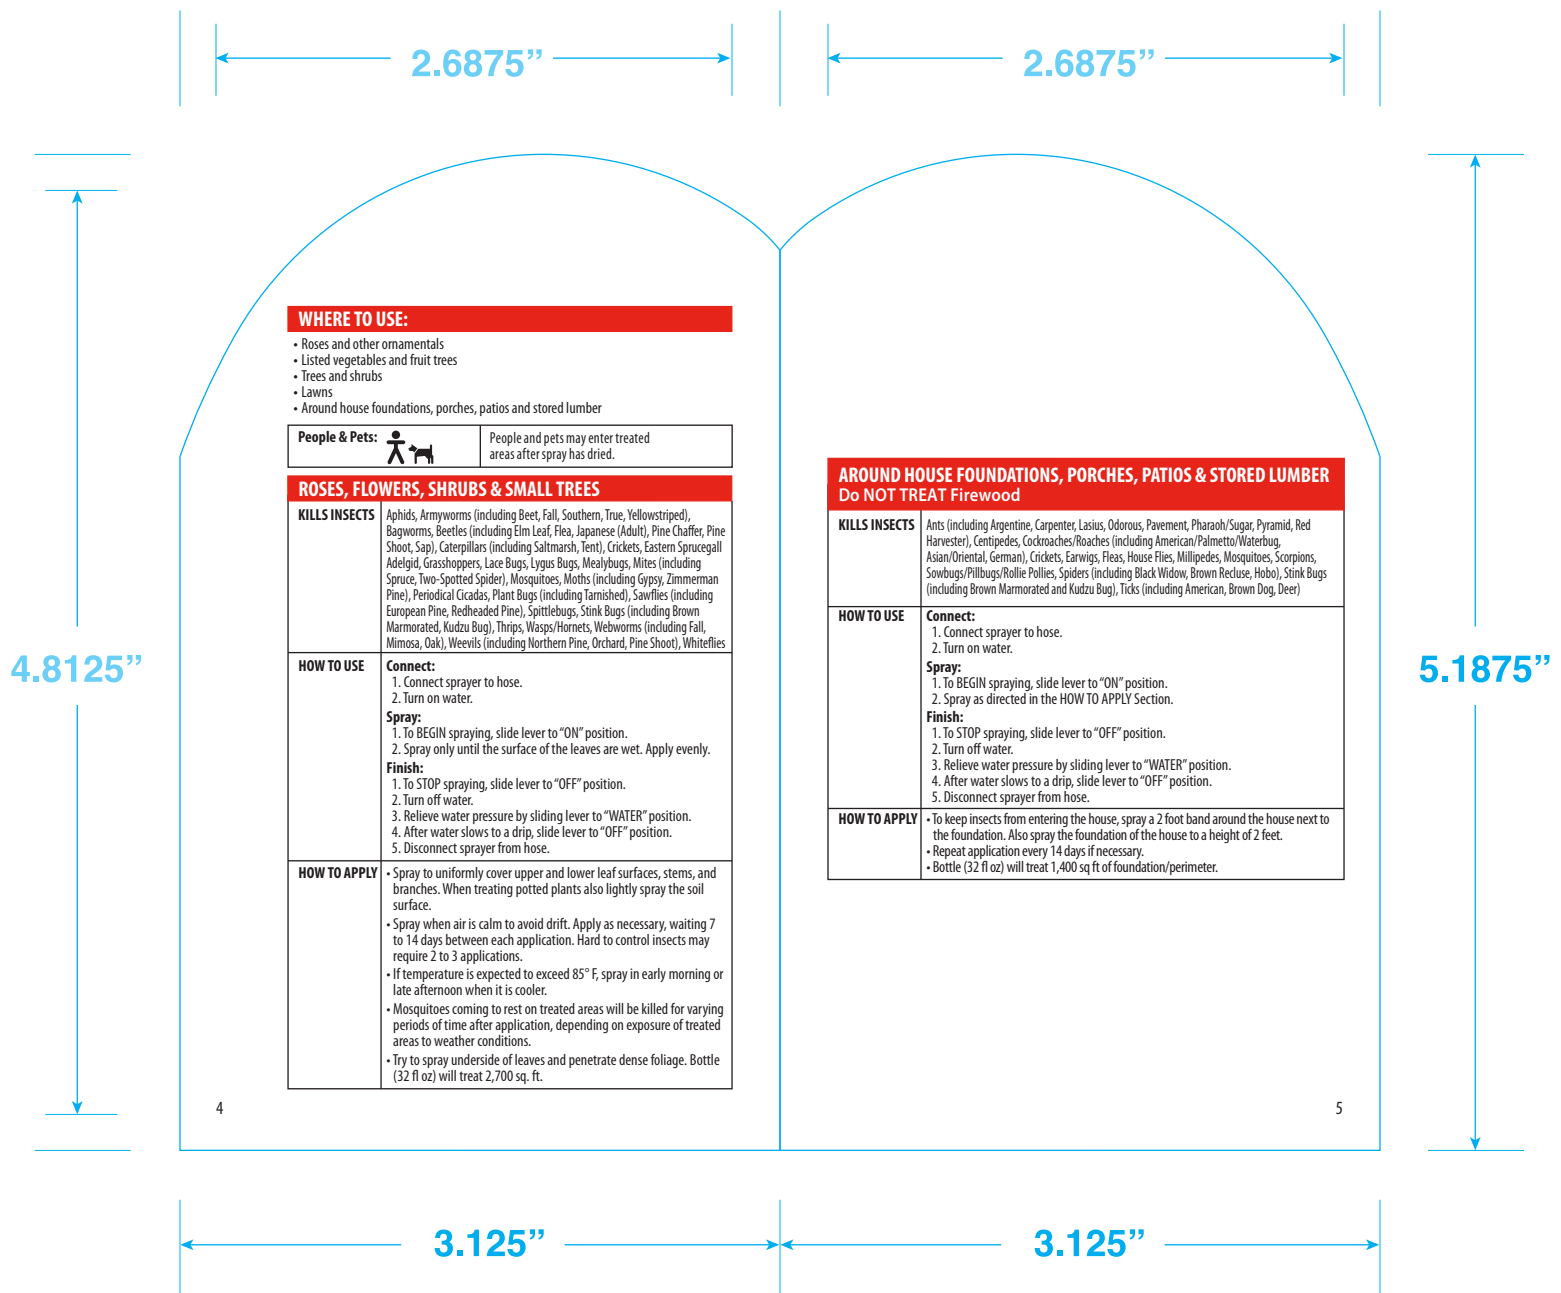 2.6875”
2.6875”
4.8125”
WHERE TO USE:
• Roses and other ornamentals
• Listed vegetables and fruit trees
• Trees and shrubs
• Lawns
• Around house foundations, porches, patios and stored lumber
People & Pets:
People and pets may enter treated
areas after spray has dried.
ROSES, FLOWERS, SHRUBS & SMALL TREES
KILLS INSECTS
Aphids, Armyworms (including Beet, Fall, Southern, True, Yellowstriped),
Bagworms, Beetles (including Elm Leaf, Flea, Japanese (Adult), Pine Chaffer, Pine
Shoot, Sap), Caterpillars (including Saltmarsh, Tent), Crickets, Eastern Sprucegall
Adelgid, Grasshoppers, Lace Bugs, Lygus Bugs, Mealybugs, Mites (including
Spruce, Two-Spotted Spider), Mosquitoes, Moths (including Gypsy, Zimmerman
Pine), Periodical Cicadas, Plant Bugs (including Tarnished), Sawflies (including
European Pine, Redheaded Pine), Spittlebugs, Stink Bugs (including Brown
Marmorated, Kudzu Bug), Thrips, Wasps/Hornets, Webworms (including Fall,
Mimosa, Oak), Weevils (including Northern Pine, Orchard, Pine Shoot), Whiteflies
HOW TO USE
Connect:
1. Connect sprayer to hose.
2. Turn on water.
Spray:
1. To BEGIN spraying, slide lever to “ON” position.
2. Spray only until the surface of the leaves are wet. Apply evenly.
Finish:
1. To STOP spraying, slide lever to “OFF” position.
2. Turn off water.
3. Relieve water pressure by sliding lever to “WATER” position.
4. After water slows to a drip, slide lever to “OFF” position.
5. Disconnect sprayer from hose.
HOW TO APPLY
• Spray to uniformly cover upper and lower leaf surfaces, stems, and
branches. When treating potted plants also lightly spray the soil
surface.
• Spray when air is calm to avoid drift. Apply as necessary, waiting 7
to 14 days between each application. Hard to control insects may
require 2 to 3 applications.
• If temperature is expected to exceed 85° F, spray in early morning or
late afternoon when it is cooler.
• Mosquitoes coming to rest on treated areas will be killed for varying
periods of time after application, depending on exposure of treated
areas to weather conditions.
• Try to spray underside of leaves and penetrate dense foliage. Bottle
(32 fl oz) will treat 2,700 sq. ft.
4
AROUND HOUSE FOUNDATIONS, PORCHES, PATIOS & STORED LUMBER
Do NOT TREAT Firewood
KILLS INSECTS
Ants (including Argentine, Carpenter, Lasius, Odorous, Pavement, Pharaoh/Sugar, Pyramid, Red
Harvester), Centipedes, Cockroaches/Roaches (including American/Palmetto/Waterbug,
Asian/Oriental, German), Crickets, Earwigs, Fleas, House Flies, Millipedes, Mosquitoes, Scorpions,
Sowbugs/Pillbugs/Rollie Pollies, Spiders (including Black Widow, Brown Recluse, Hobo), Stink Bugs
(including Brown Marmorated and Kudzu Bug), Ticks (including American, Brown Dog, Deer)
HOW TO USE
Connect:
1. Connect sprayer to hose.
2. Turn on water.
Spray:
1. To BEGIN spraying, slide lever to “ON” position.
2. Spray as directed in the HOW TO APPLY Section.
Finish:
1. To STOP spraying, slide lever to “OFF” position.
2. Turn off water.
3. Relieve water pressure by sliding lever to “WATER” position.
4. After water slows to a drip, slide lever to “OFF” position.
5. Disconnect sprayer from hose.
HOW TO APPLY
• To keep insects from entering the house, spray a 2 foot band around the house next to
the foundation. Also spray the foundation of the house to a height of 2 feet.
• Repeat application every 14 days if necessary.
• Bottle (32 fl oz) will treat 1,400 sq ft of foundation/perimeter.
5
5.1875”
3.125”
3.125”